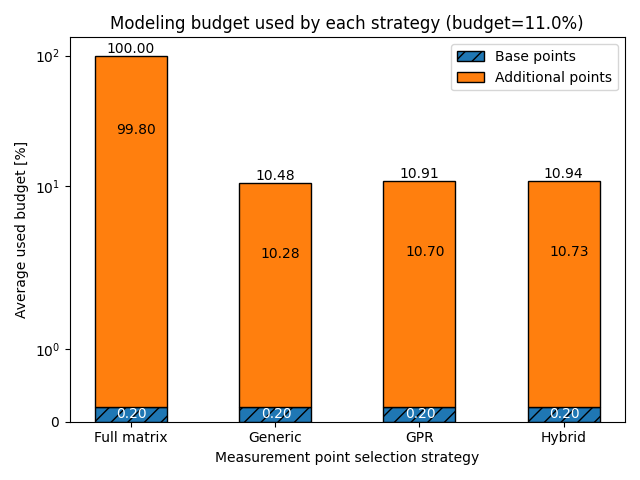 Modeling budget used by each strategy (budget=11.0%)
Base points
Additional points
Average used budget [%]
10²
10¹
10⁰
0
100.00
99.80
0.20
10.48
10.28
0.20
10.91
10.70
0.20
10.94
10.73
0.20
Full matrix
Generic
GPR
Hybrid
Measurement point selection strategy